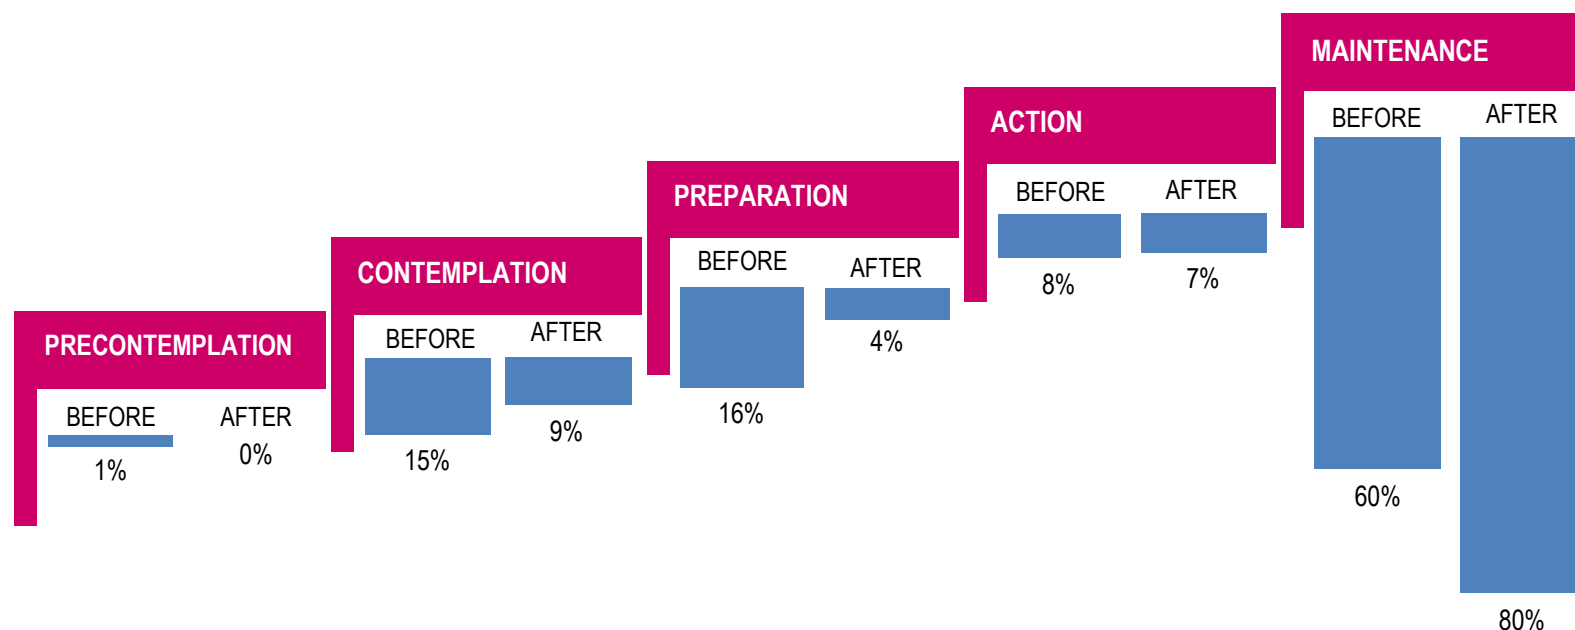 PRECONTEMPLATION
BEFORE
1%
AFTER
0%
CONTEMPLATION
BEFORE
15%
AFTER
9%
PREPARATION
BEFORE
16%
AFTER
4%
ACTION
BEFORE
8%
AFTER
7%
MAINTENANCE
BEFORE
60%
AFTER
80%